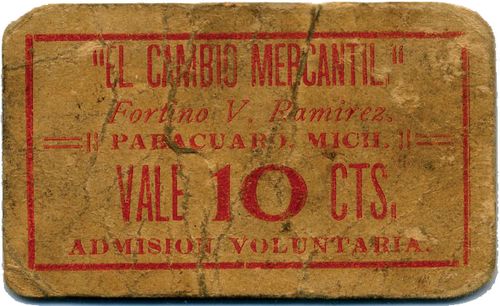 "EL CAMBIO MERCANTIL."
Fortino V. Ramirez.
PARACUARO, MICH.
VALE 10 CTS.
ADMISION VOLUNTARIA.